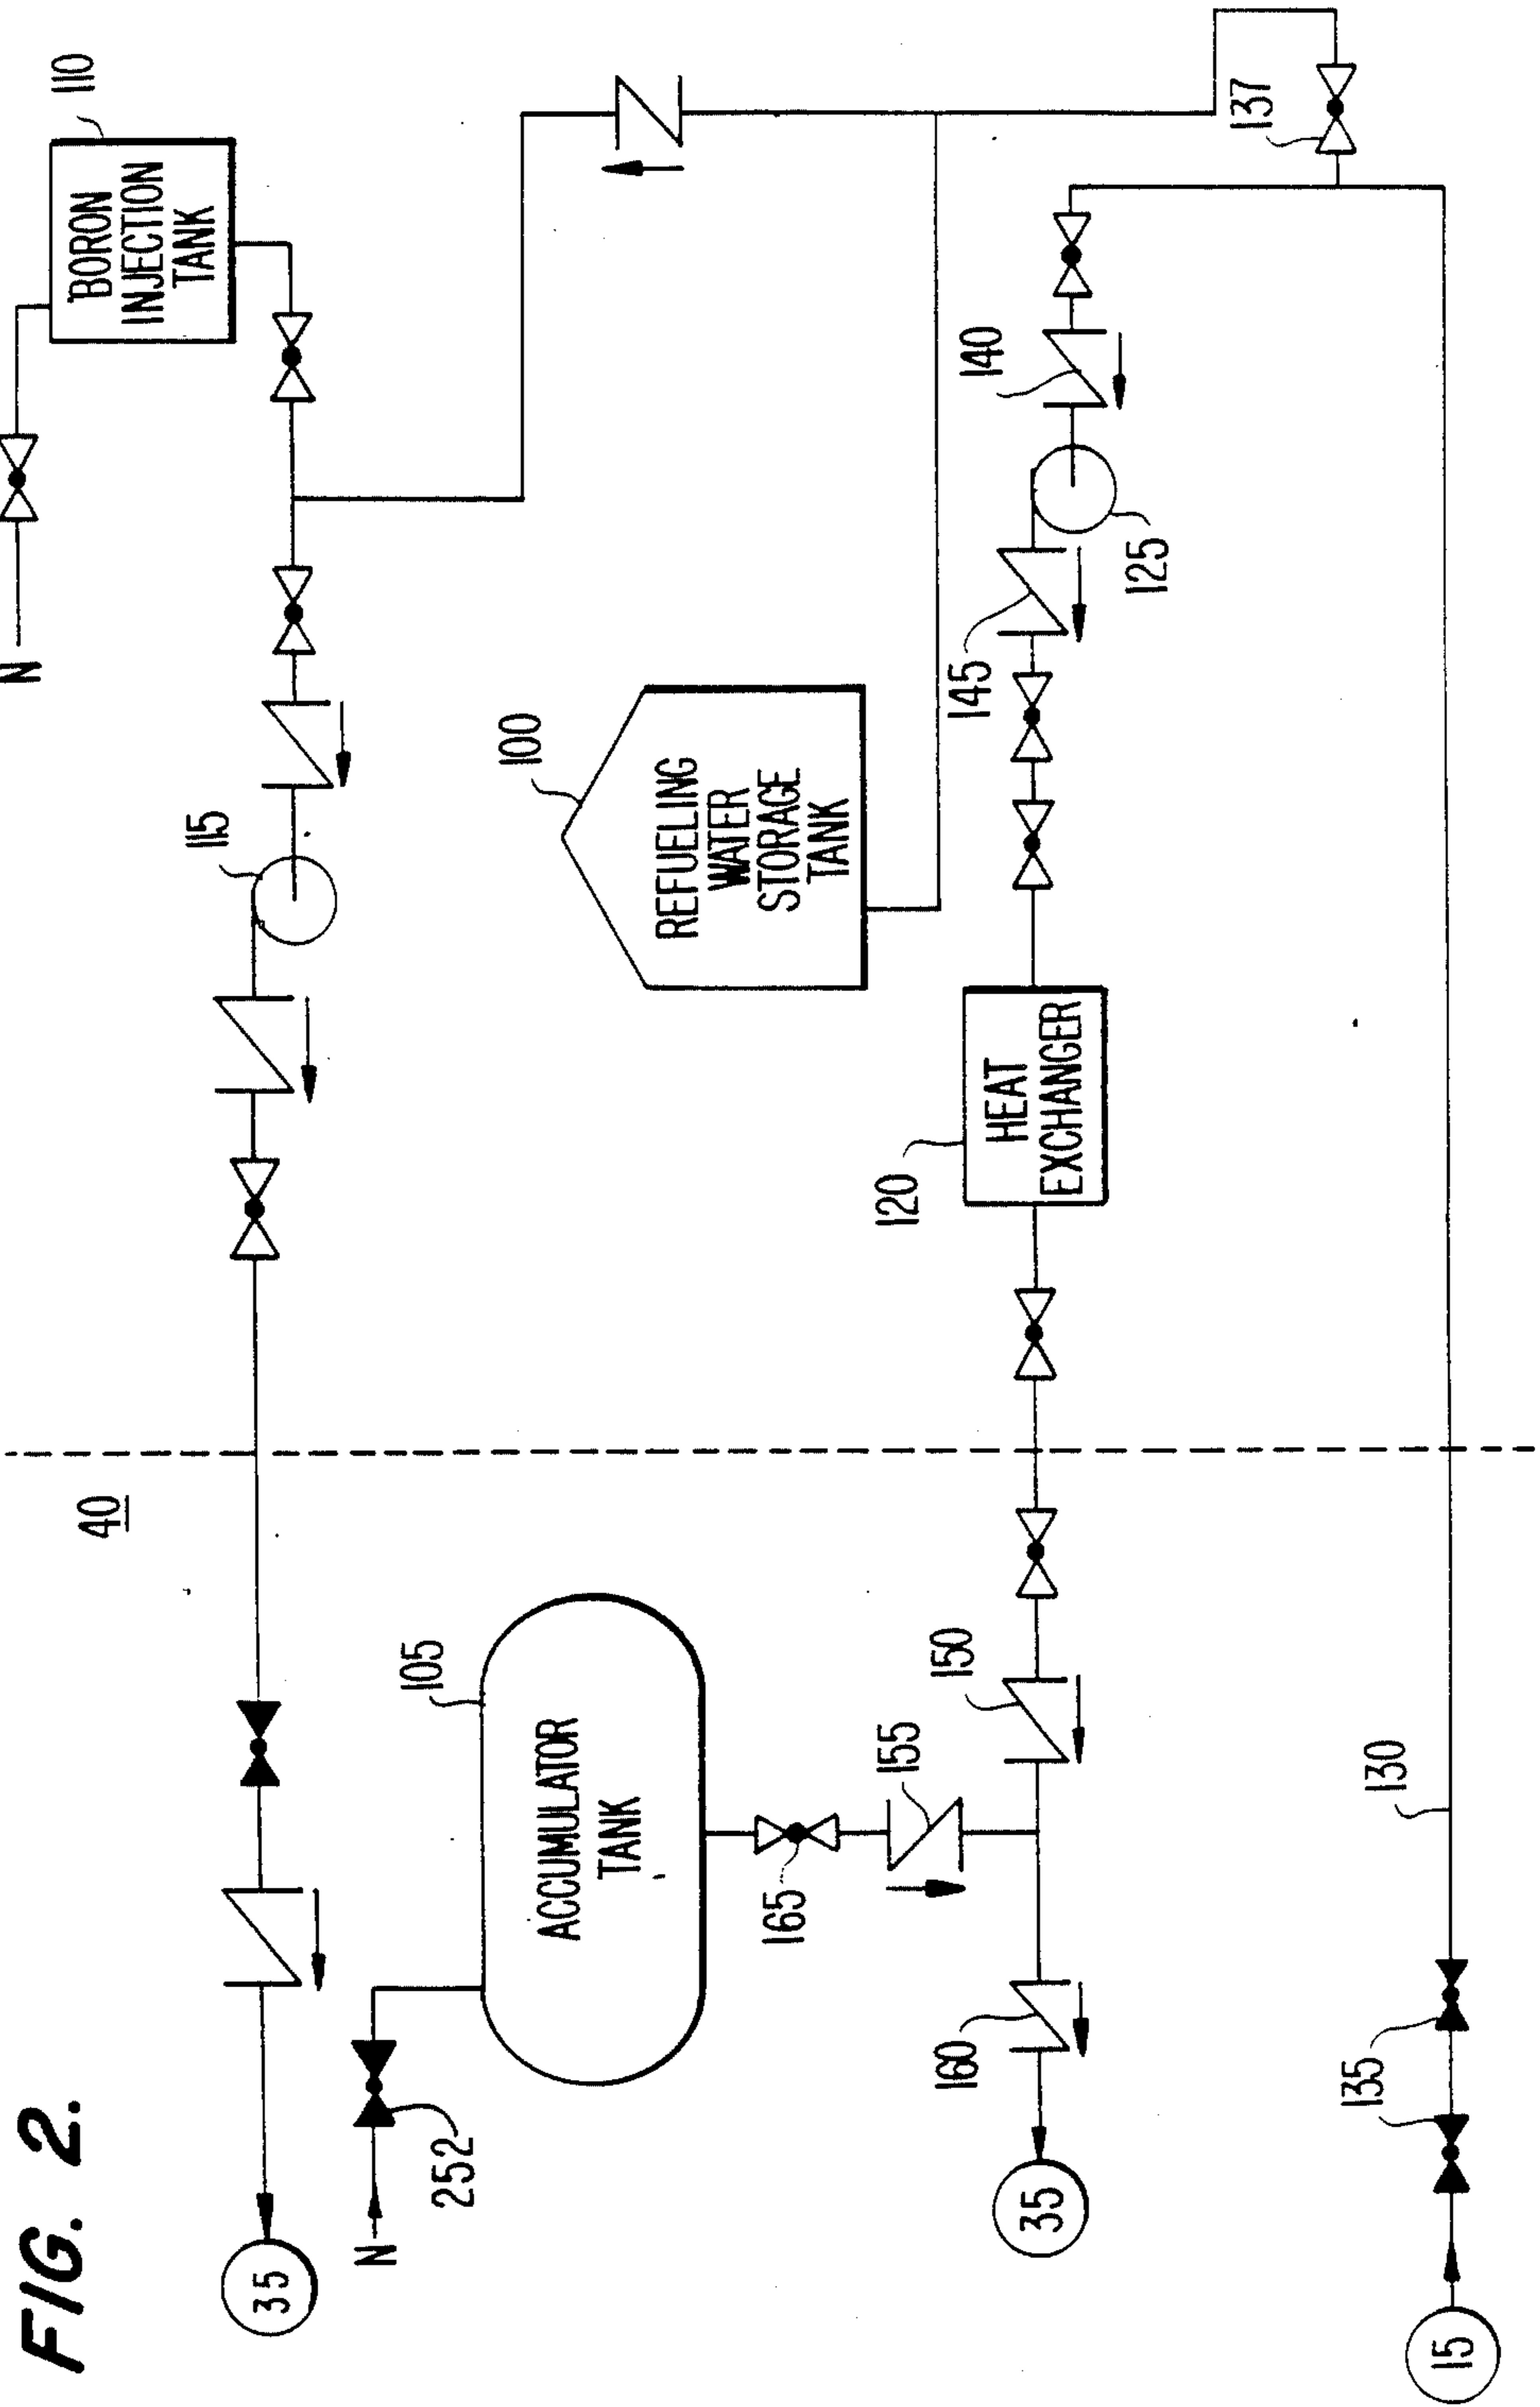 FIG. 2.
35
N
252
ACCUMULATOR
TANK
105
40
115
110
BORON
INJECTION
TANK
N
100
REFUELING
WATER
STORAGE
TANK
165
155
150
160
35
120
HEAT
EXCHANGER
145
140
125
137
135
130
15